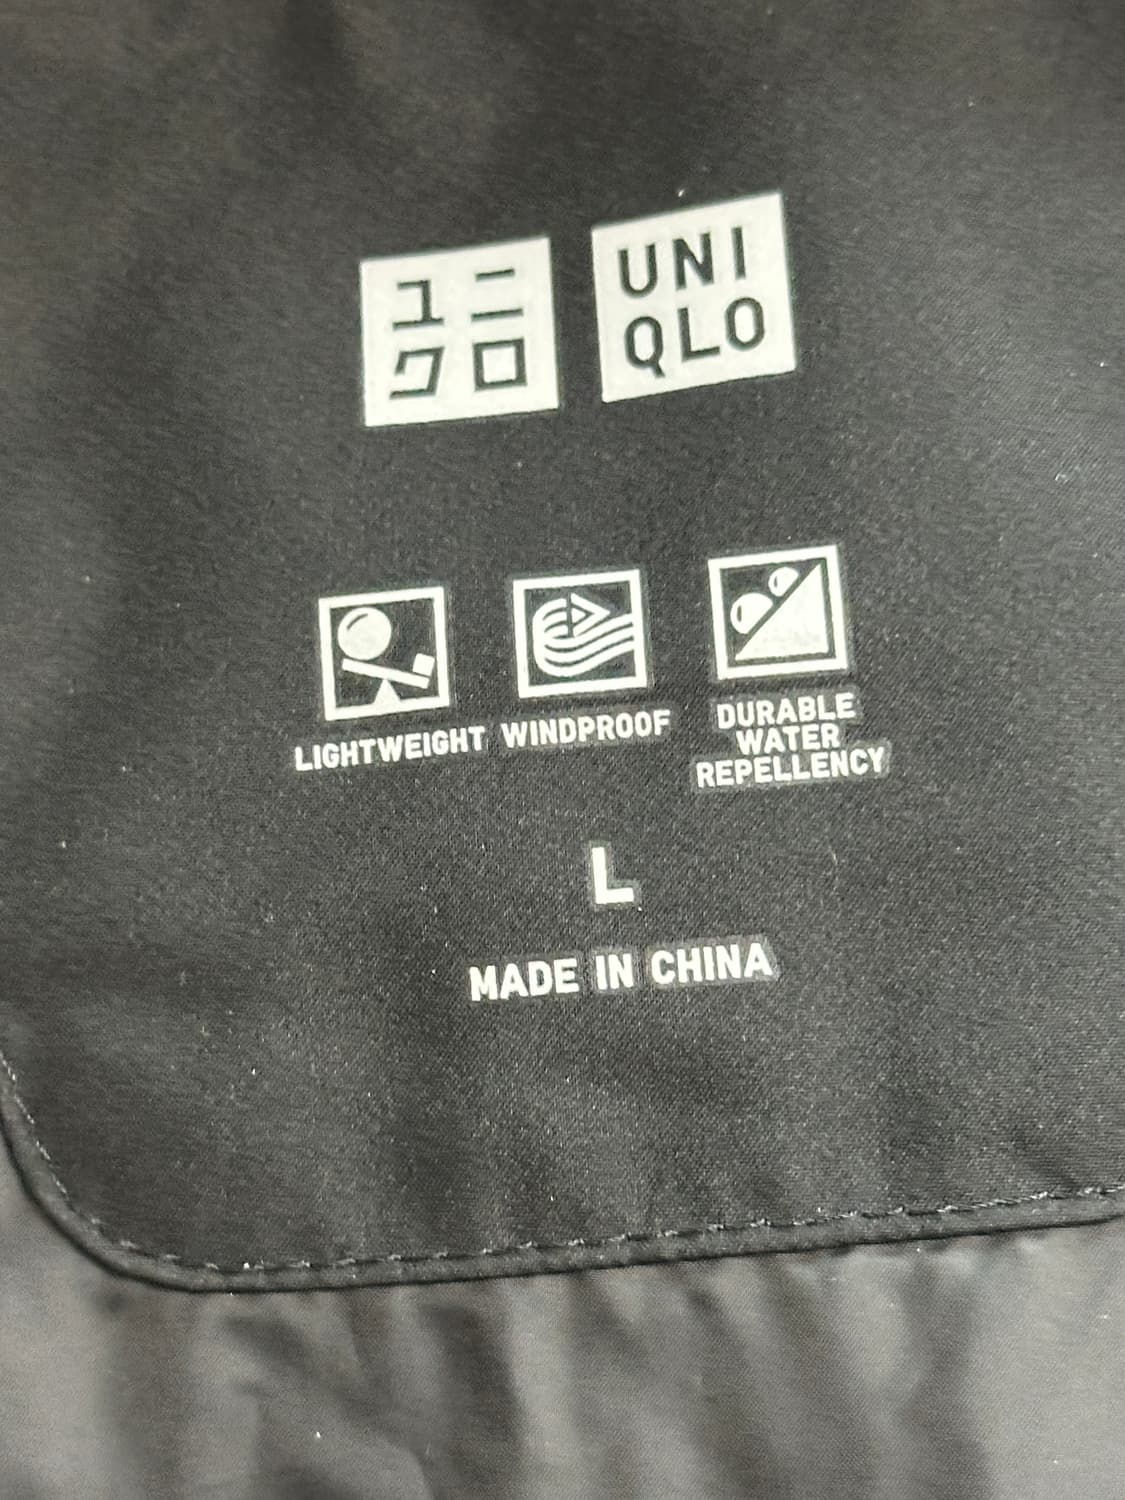 ユニ
クロ
UNI
QLO
LIGHTWEIGHT
WINDPROOF
DURABLE
WATER
REPELLENCY
L
MADE IN CHINA